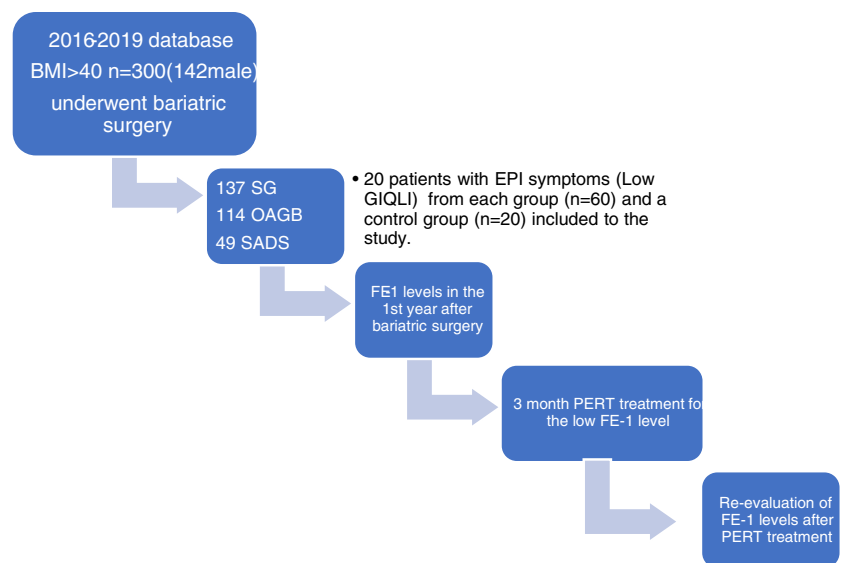 2016-2019 database
BMI>40 n=300(142male)
underwent bariatric
surgery
137 SG
114 OAGB
49 SADS
• 20 patients with EPI symptoms (Low
GIQLI) from each group (n=60) and a
control group (n=20) included to the
study.
FE1 levels in the
1st year after
bariatric surgery
3 month PERT treatment for
the low FE-1 level
Re-evaluation of
FE-1 levels after
PERT treatment